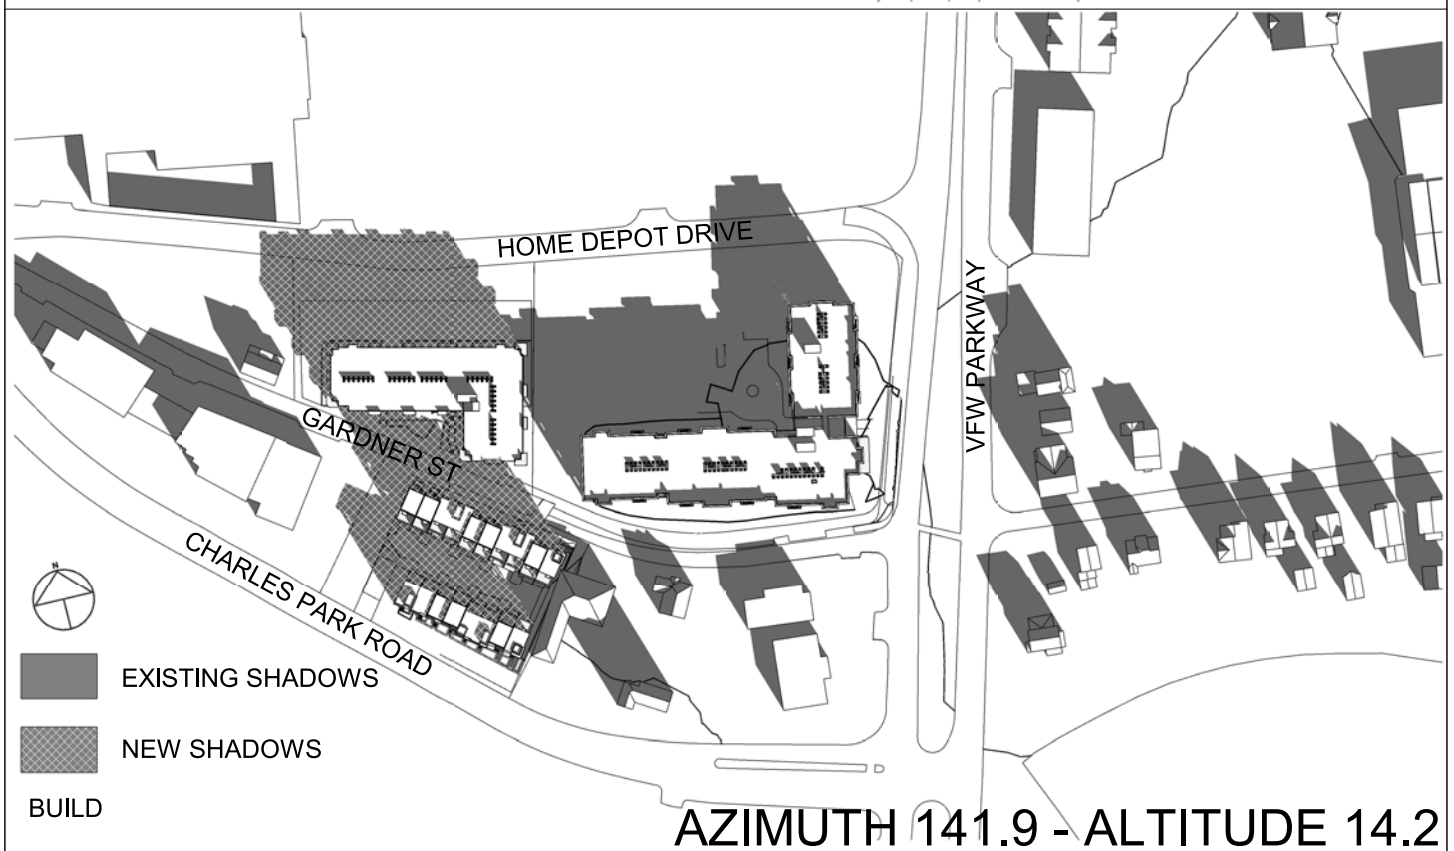 HOME DEPOT DRIVE
VFW PARKWAY
GARDNER ST
CHARLES PARK ROAD
N
EXISTING SHADOWS
NEW SHADOWS
BUILD
AZIMUTH 141.9 - ALTITUDE 14.2